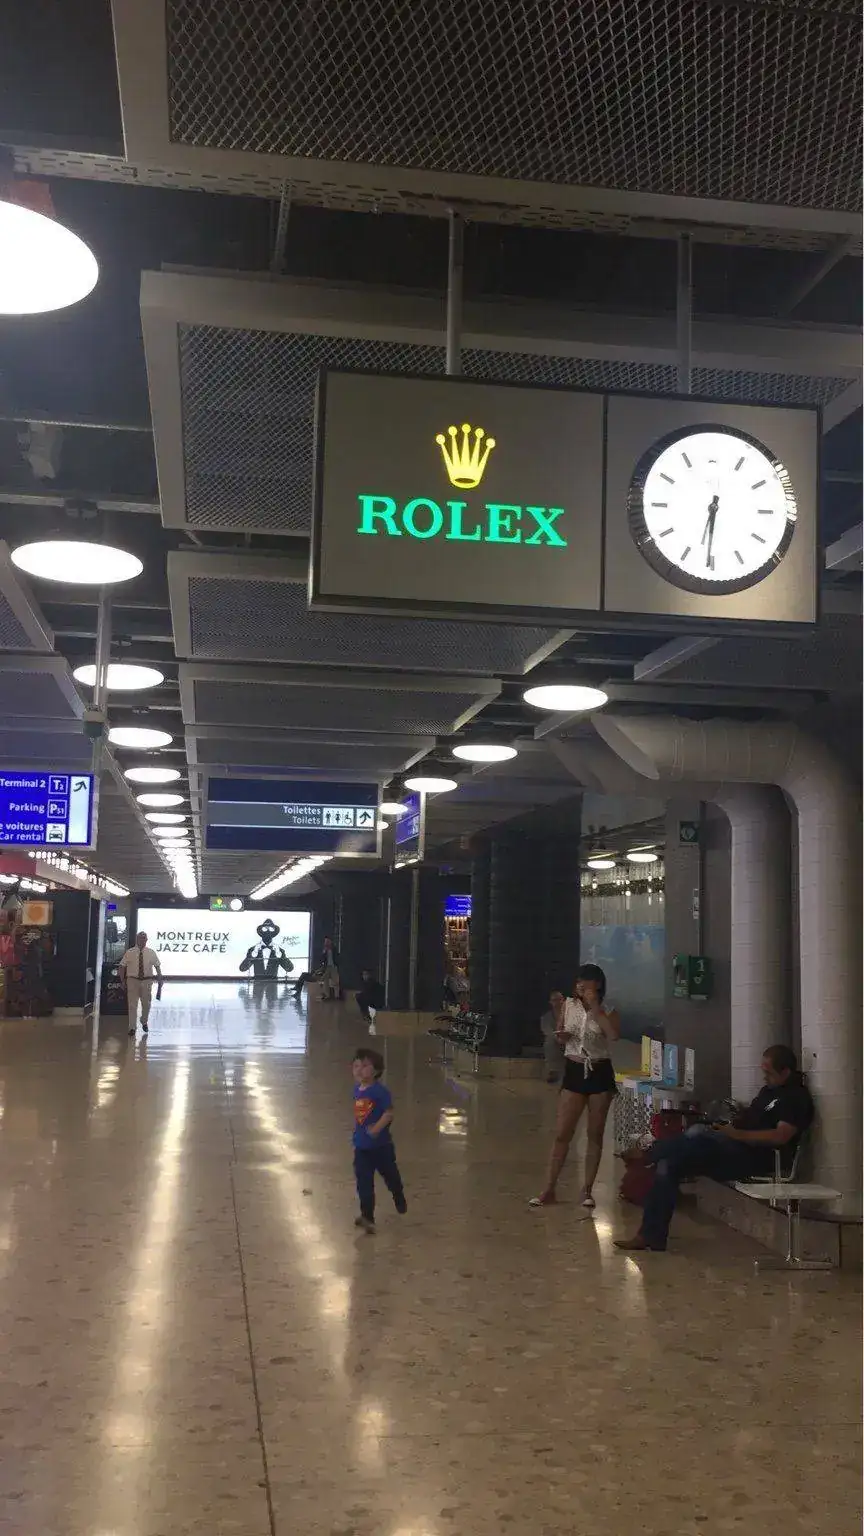 ROLEX
Terminal 2 T2
Parking P51
e voitures
Car rental
Toilettes
Toilets
MONTREUX
JAZZ CAFÉ